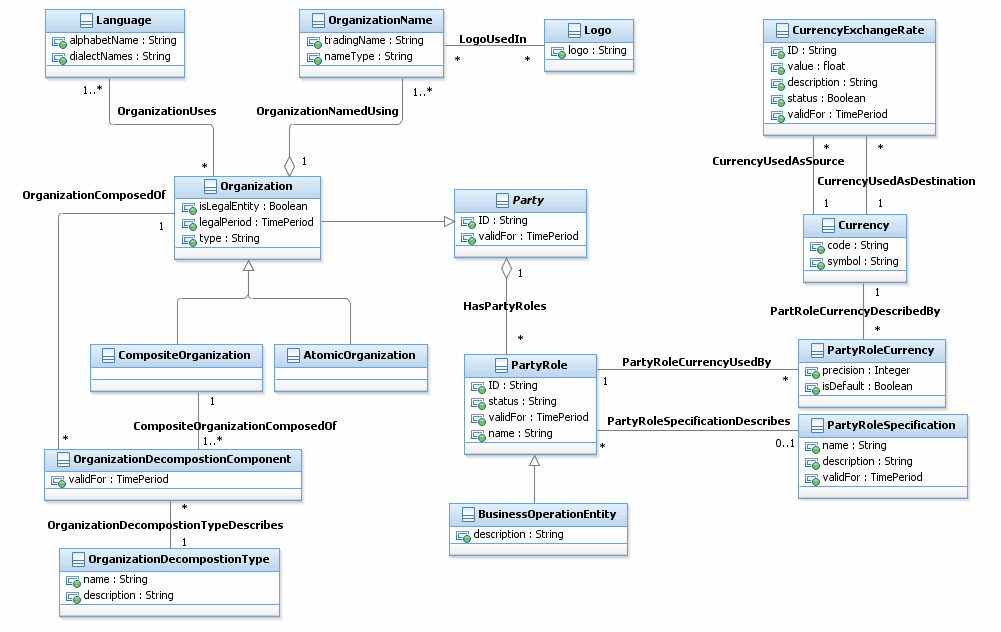 Language
alphabetName : String
dialectNames : String
OrganizationName
tradingName : String
nameType : String
LogoUsedIn
*
*
Logo
logo : String
CurrencyExchangeRate
ID : String
value : float
description : String
status : Boolean
validFor : TimePeriod
1..*
OrganizationUses
*
1..*
OrganizationNamedUsing
1
*
*
CurrencyUsedAsSource
CurrencyUsedAsDestination
1
1
OrganizationComposedOf
1
Organization
isLegalEntity : Boolean
legalPeriod : TimePeriod
type : String
Party
ID : String
validFor : TimePeriod
Currency
code : String
symbol : String
1
HasPartyRoles
*
1
PartRoleCurrencyDescribedBy
*
CompositeOrganization
AtomicOrganization
PartyRole
ID : String
status : String
validFor : TimePeriod
name : String
PartyRoleCurrencyUsedBy
1
*
PartyRoleCurrency
precision : Integer
isDefault : Boolean
PartyRoleSpecificationDescribes
*
0..1
PartyRoleSpecification
name : String
description : String
validFor : TimePeriod
1
CompositeOrganizationComposedOf
1..*
*
OrganizationDecompostionComponent
validFor : TimePeriod
*
OrganizationDecompostionTypeDescribes
1
BusinessOperationEntity
description : String
OrganizationDecompostionType
name : String
description : String